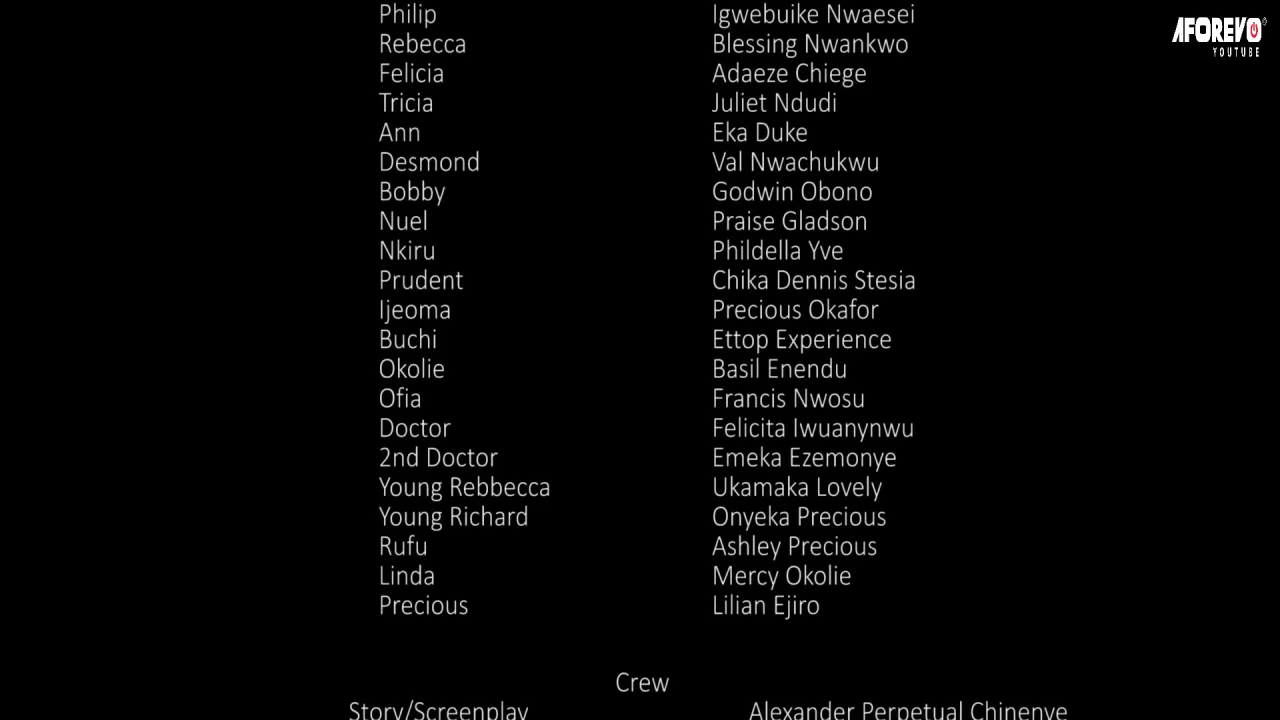 Philip Igwebuike Nwaesei
Rebecca Blessing Nwankwo
Felicia Adaeze Chiege
Tricia Juliet Ndudi
Ann Eka Duke
Desmond Val Nwachukwu
Bobby Godwin Obono
Nuel Praise Gladson
Nkiru Phildella Yve
Prudent Chika Dennis Stesia
Ijeoma Precious Okafor
Buchi Ettop Experience
Okolie Basil Enendu
Ofia Francis Nwosu
Doctor Felicita Iwuanynwu
2nd Doctor Emeka Ezemonye
Young Rebbecca Ukamaka Lovely
Young Richard Onyeka Precious
Rufu Ashley Precious
Linda Mercy Okolie
Precious Lilian Ejiro
Crew
Story/Screenplay Alexander Perpetual Chinenye
AFOREVO
YOUTUBE